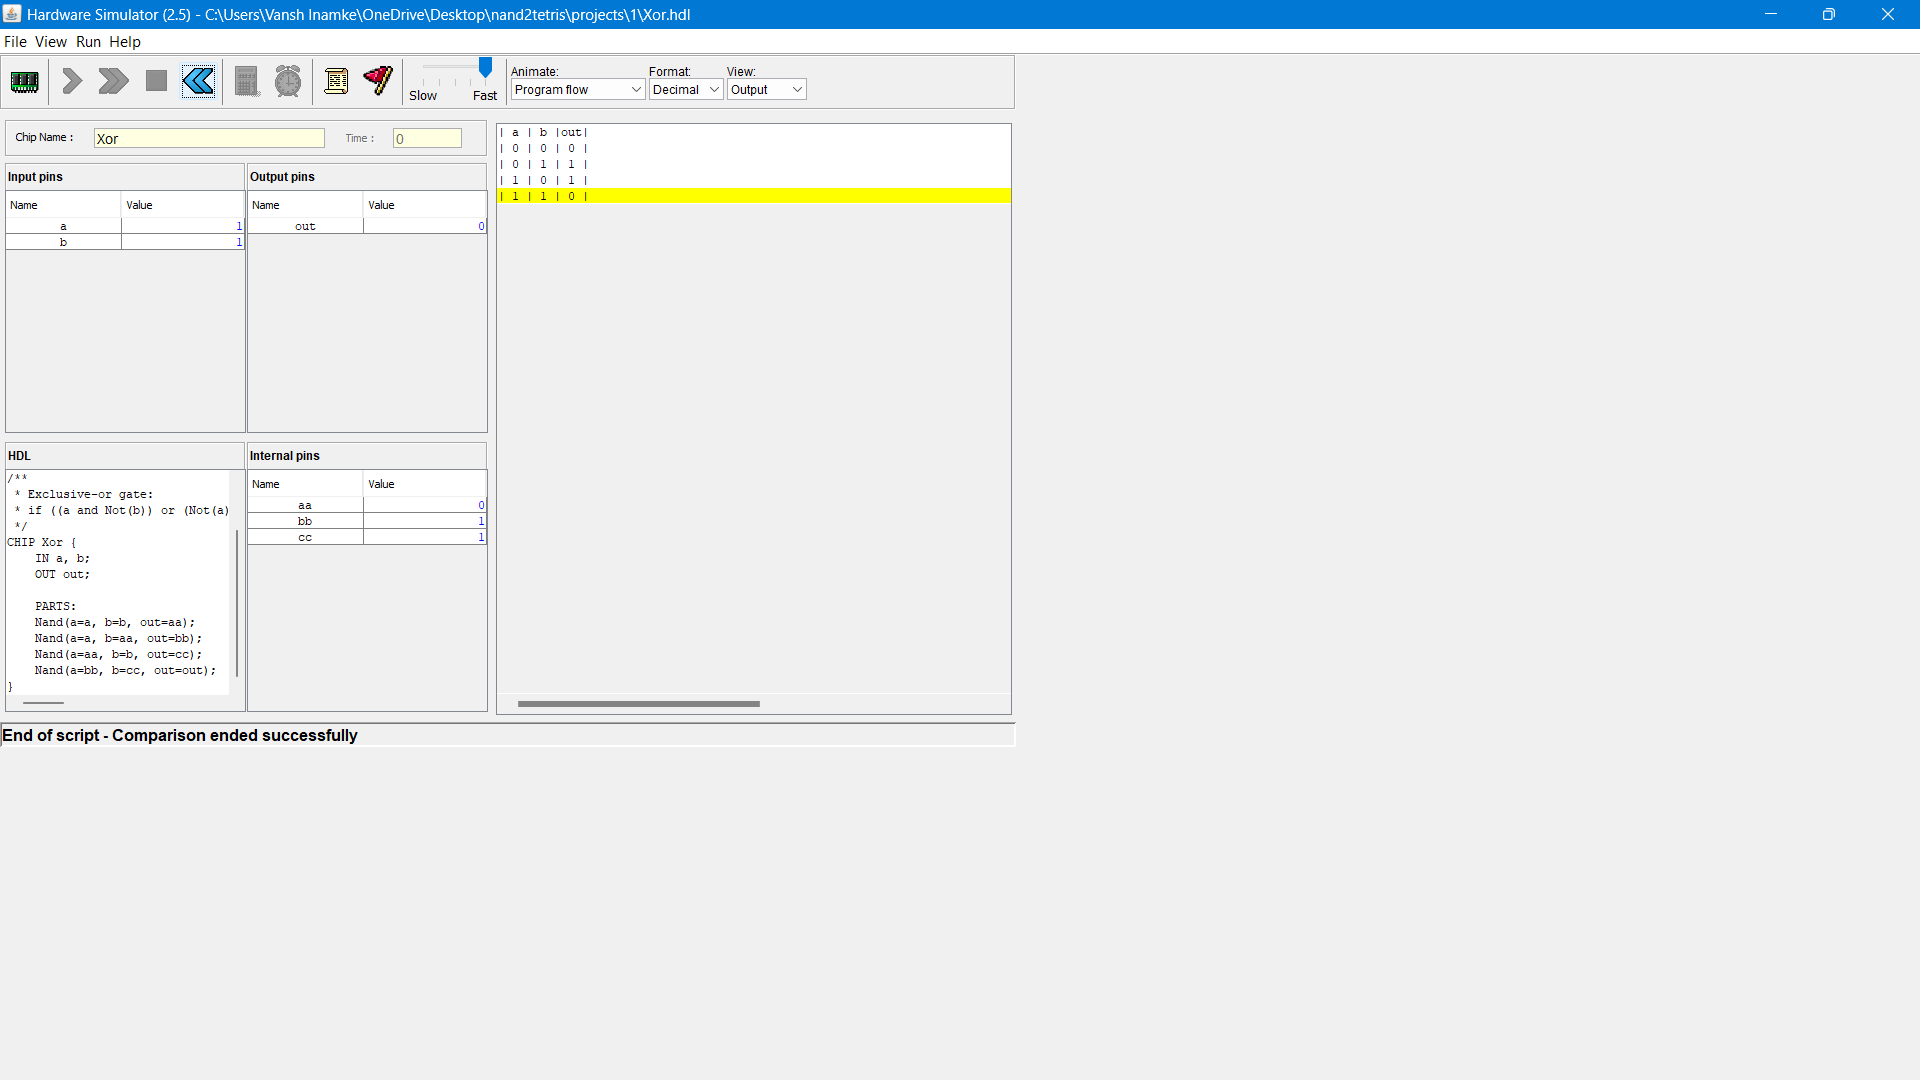 Hardware Simulator (2.5) - C:\Users\Vansh Inamke\OneDrive\Desktop\nand2tetris\projects\1\Xor.hdl
File View Run Help
Slow Fast
Animate: Format: View:
Program flow Decimal Output
Chip Name : Xor Time : 0
Input pins
Name Value
a 1
b 1
Output pins
Name Value
out 0
HDL
/**
* Exclusive-or gate:
* if ((a and Not(b)) or (Not(a)
*/
CHIP Xor {
IN a, b;
OUT out;
PARTS:
Nand(a=a, b=b, out=aa);
Nand(a=a, b=aa, out=bb);
Nand(a=aa, b=b, out=cc);
Nand(a=bb, b=cc, out=out);
}
Internal pins
Name Value
aa 0
bb 1
cc 1
| a | b |out|
| 0 | 0 | 0 |
| 0 | 1 | 1 |
| 1 | 0 | 1 |
| 1 | 1 | 0 |
End of script - Comparison ended successfully